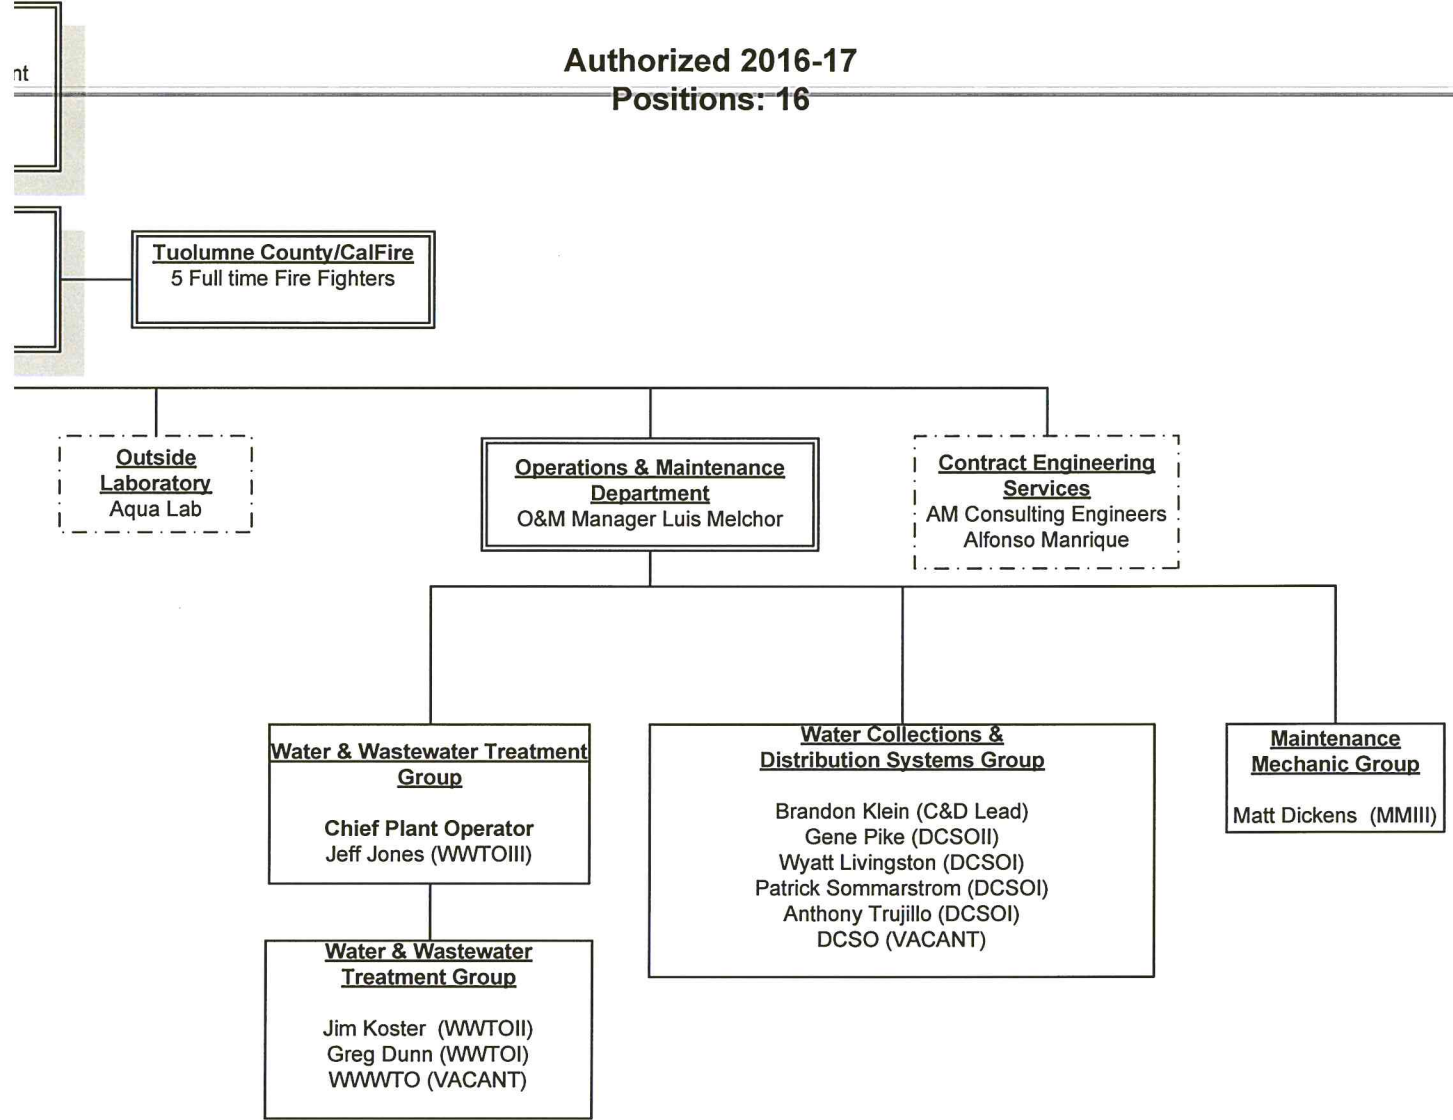 nt
Authorized 2016-17
Positions: 16
Tuolumne County/CalFire
5 Full time Fire Fighters
Outside
Laboratory
Aqua Lab
Operations & Maintenance
Department
O&M Manager Luis Melchor
Contract Engineering
Services
AM Consulting Engineers
Alfonso Manrique
Water & Wastewater Treatment
Group
Chief Plant Operator
Jeff Jones (WWTOIII)
Water & Wastewater
Treatment Group
Jim Koster (WWTOII)
Greg Dunn (WWTOI)
WWWTO (VACANT)
Water Collections &
Distribution Systems Group
Brandon Klein (C&D Lead)
Gene Pike (DCSOII)
Wyatt Livingston (DCSOI)
Patrick Sommarstrom (DCSOI)
Anthony Trujillo (DCSOI)
DCSO (VACANT)
Maintenance
Mechanic Group
Matt Dickens (MMIII)